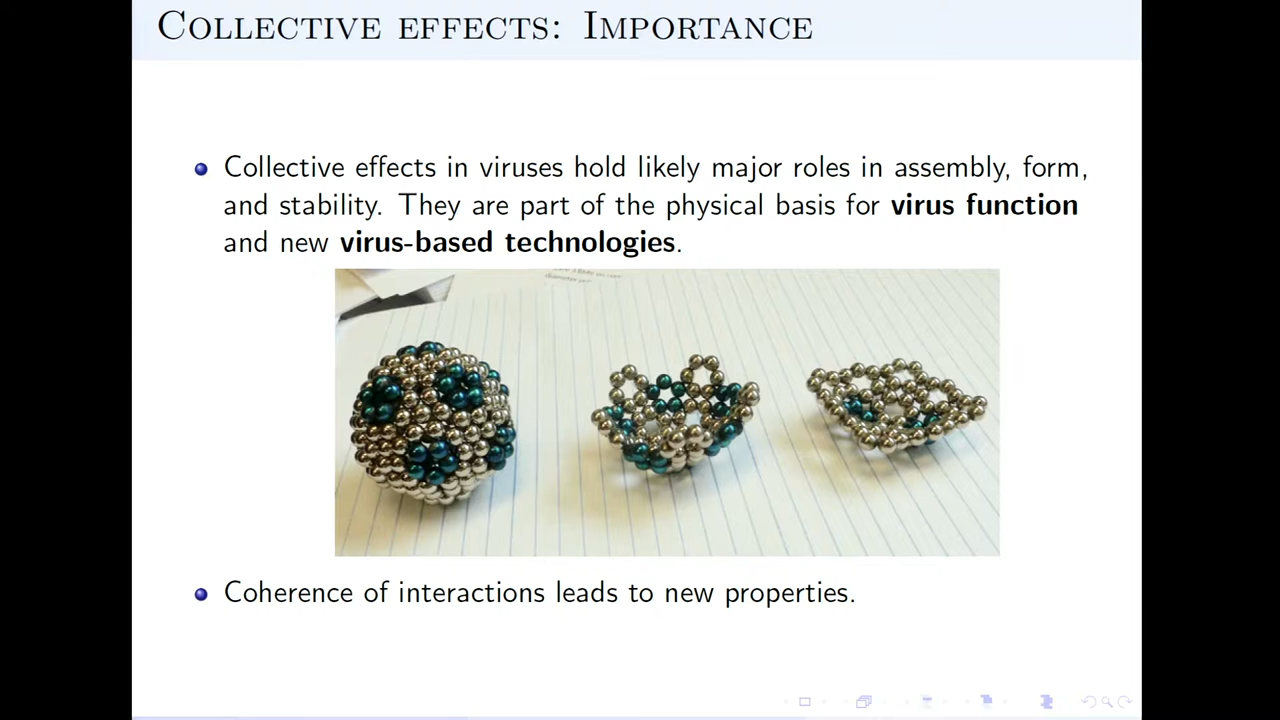 COLLECTIVE EFFECTS: IMPORTANCE
Collective effects in viruses hold likely major roles in assembly, form,
and stability. They are part of the physical basis for virus function
and new virus-based technologies.
Coherence of interactions leads to new properties.